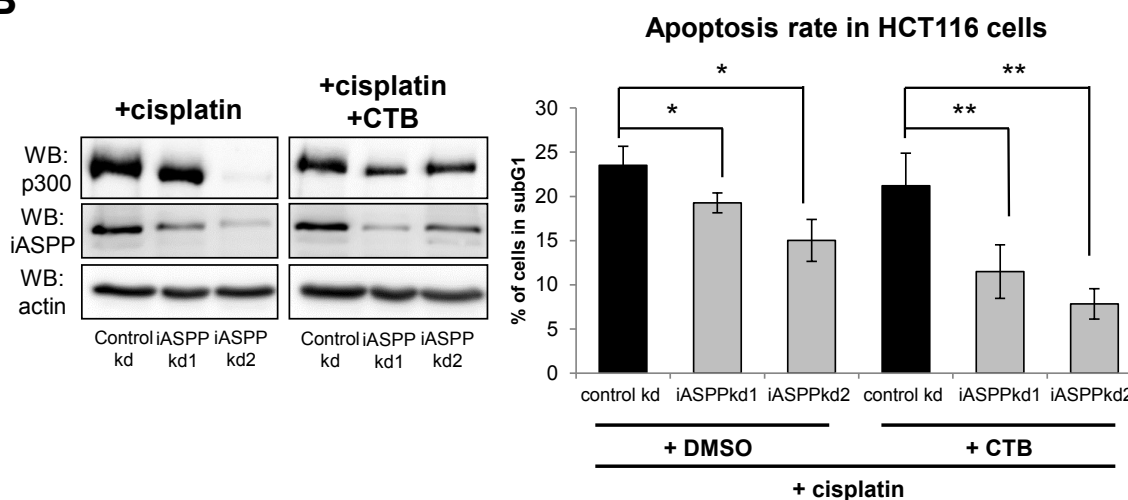 B
Apoptosis rate in HCT116 cells
+cisplatin
+cisplatin
+CTB
WB:
p300
WB:
iASPP
WB:
actin
Control
kd
iASPP
kd1
iASPP
kd2
Control
kd
iASPP
kd1
iASPP
kd2
% of cells in subG1
30
25
20
15
10
5
0
*
*
**
**
control kd
iASPPkd1
iASPPkd2
control kd
iASPPkd1
iASPPkd2
+ DMSO
+ CTB
+ cisplatin